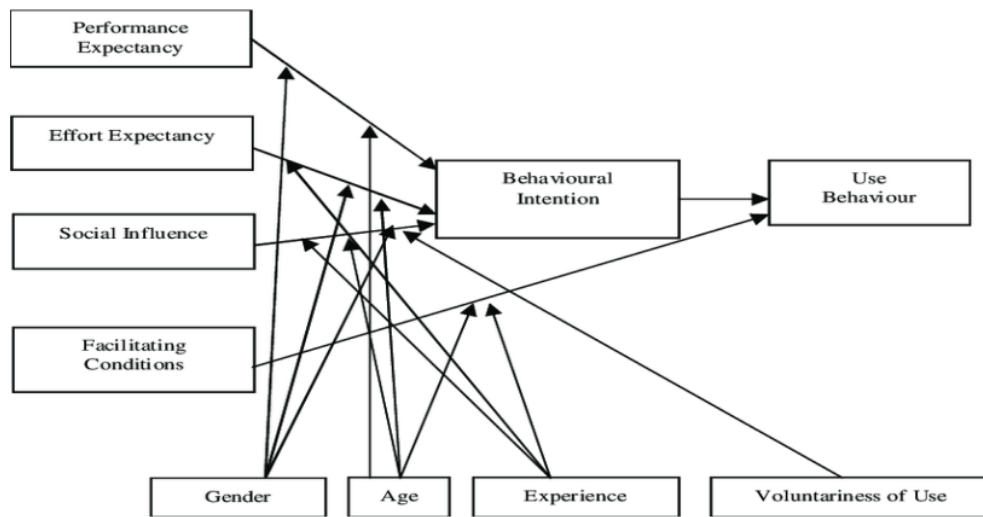 Performance
Expectancy
Effort Expectancy
Social Influence
Facilitating
Conditions
Behavioural
Intention
Use
Behaviour
Gender
Age
Experience
Voluntariness of Use